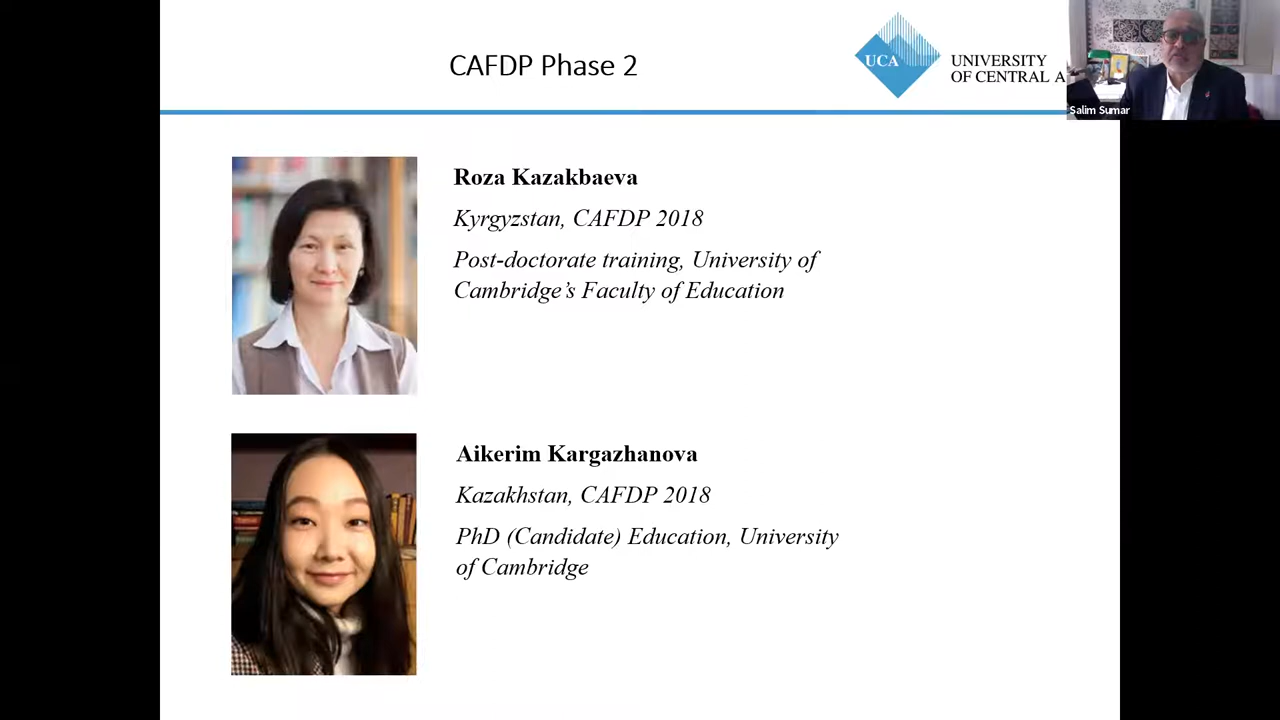 CAFDP Phase 2
UCA
UNIVERSITY
OF CENTRAL A
Salim Sumar
Roza Kazakbaeva
Kyrgyzstan, CAFDP 2018
Post-doctorate training, University of
Cambridge’s Faculty of Education
Aikerim Kargazhanova
Kazakhstan, CAFDP 2018
PhD (Candidate) Education, University
of Cambridge